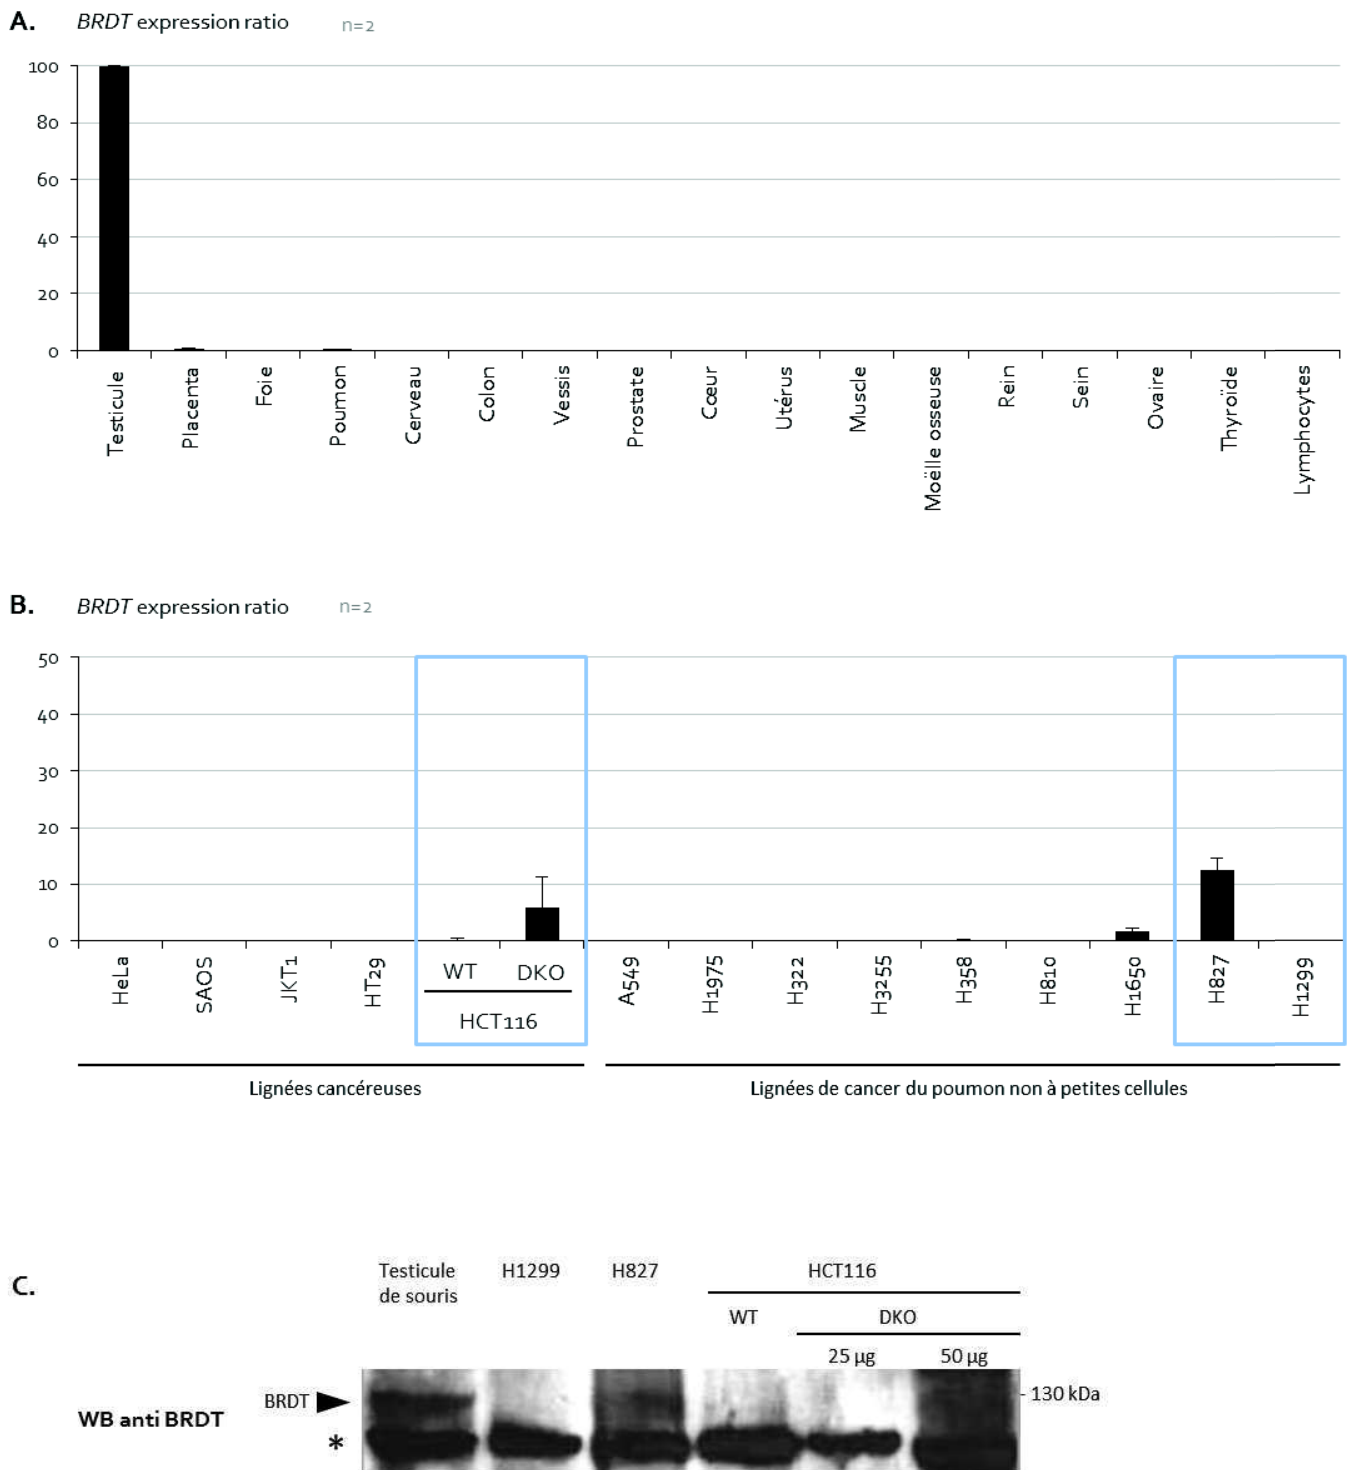 A. BRDT expression ratio n=2
100
80
60
40
20
0
Testicule
Placenta
Foie
Poumon
Cerveau
Colon
Vessis
Prostate
Cœur
Utérus
Muscle
Moëlle osseuse
Rein
Sein
Ovaire
Thyroïde
Lymphocytes
B. BRDT expression ratio n=2
50
40
30
20
10
0
HeLa
SAOS
JKT1
HT29
WT
DKO
HCT116
A549
H1975
H322
H3255
H358
H810
H1650
H827
H1299
Lignées cancéreuses
Lignées de cancer du poumon non à petites cellules
C.
Testicule
de souris
H1299
H827
HCT116
WT
DKO
25 µg
50 µg
BRDT
130 kDa
WB anti BRDT
*